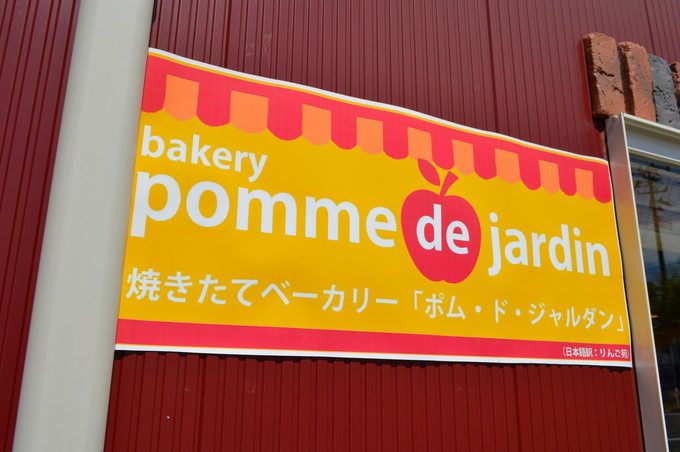 bakery
pomme de jardin
焼きたてベーカリー「ポム・ド・ジャルダン」
（日本語訳：りんご苑）